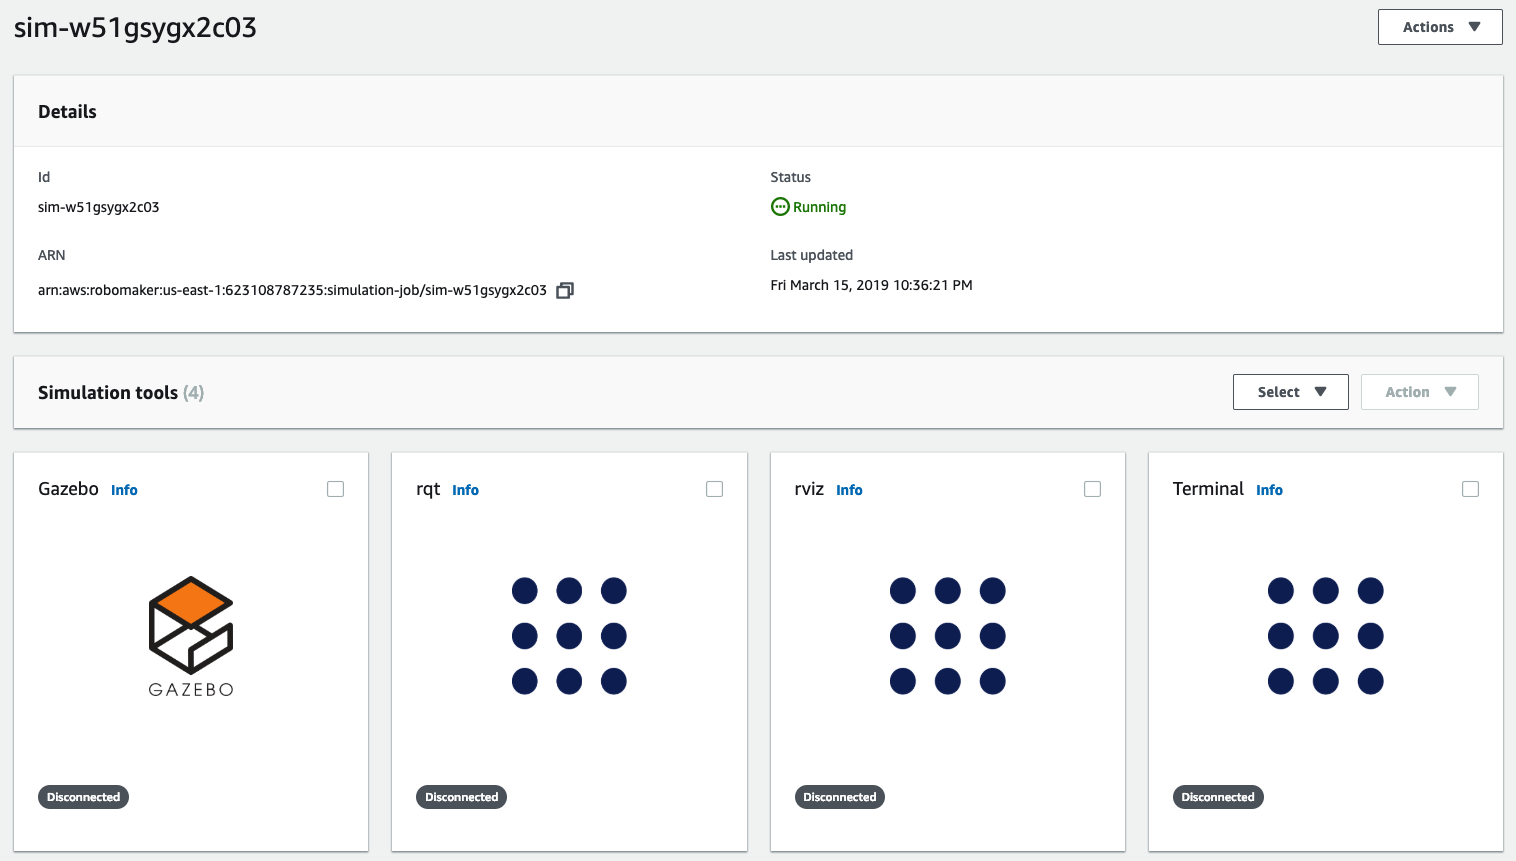 sim-w51gsygx2c03
Actions
Details
Id
sim-w51gsygx2c03
Status
Running
ARN
arn:aws:robomaker:us-east-1:623108787235:simulation-job/sim-w51gsygx2c03
Last updated
Fri March 15, 2019 10:36:21 PM
Simulation tools (4)
Select
Action
Gazebo Info
GAZEBO
Disconnected
rqt Info
Disconnected
rviz Info
Disconnected
Terminal Info
Disconnected